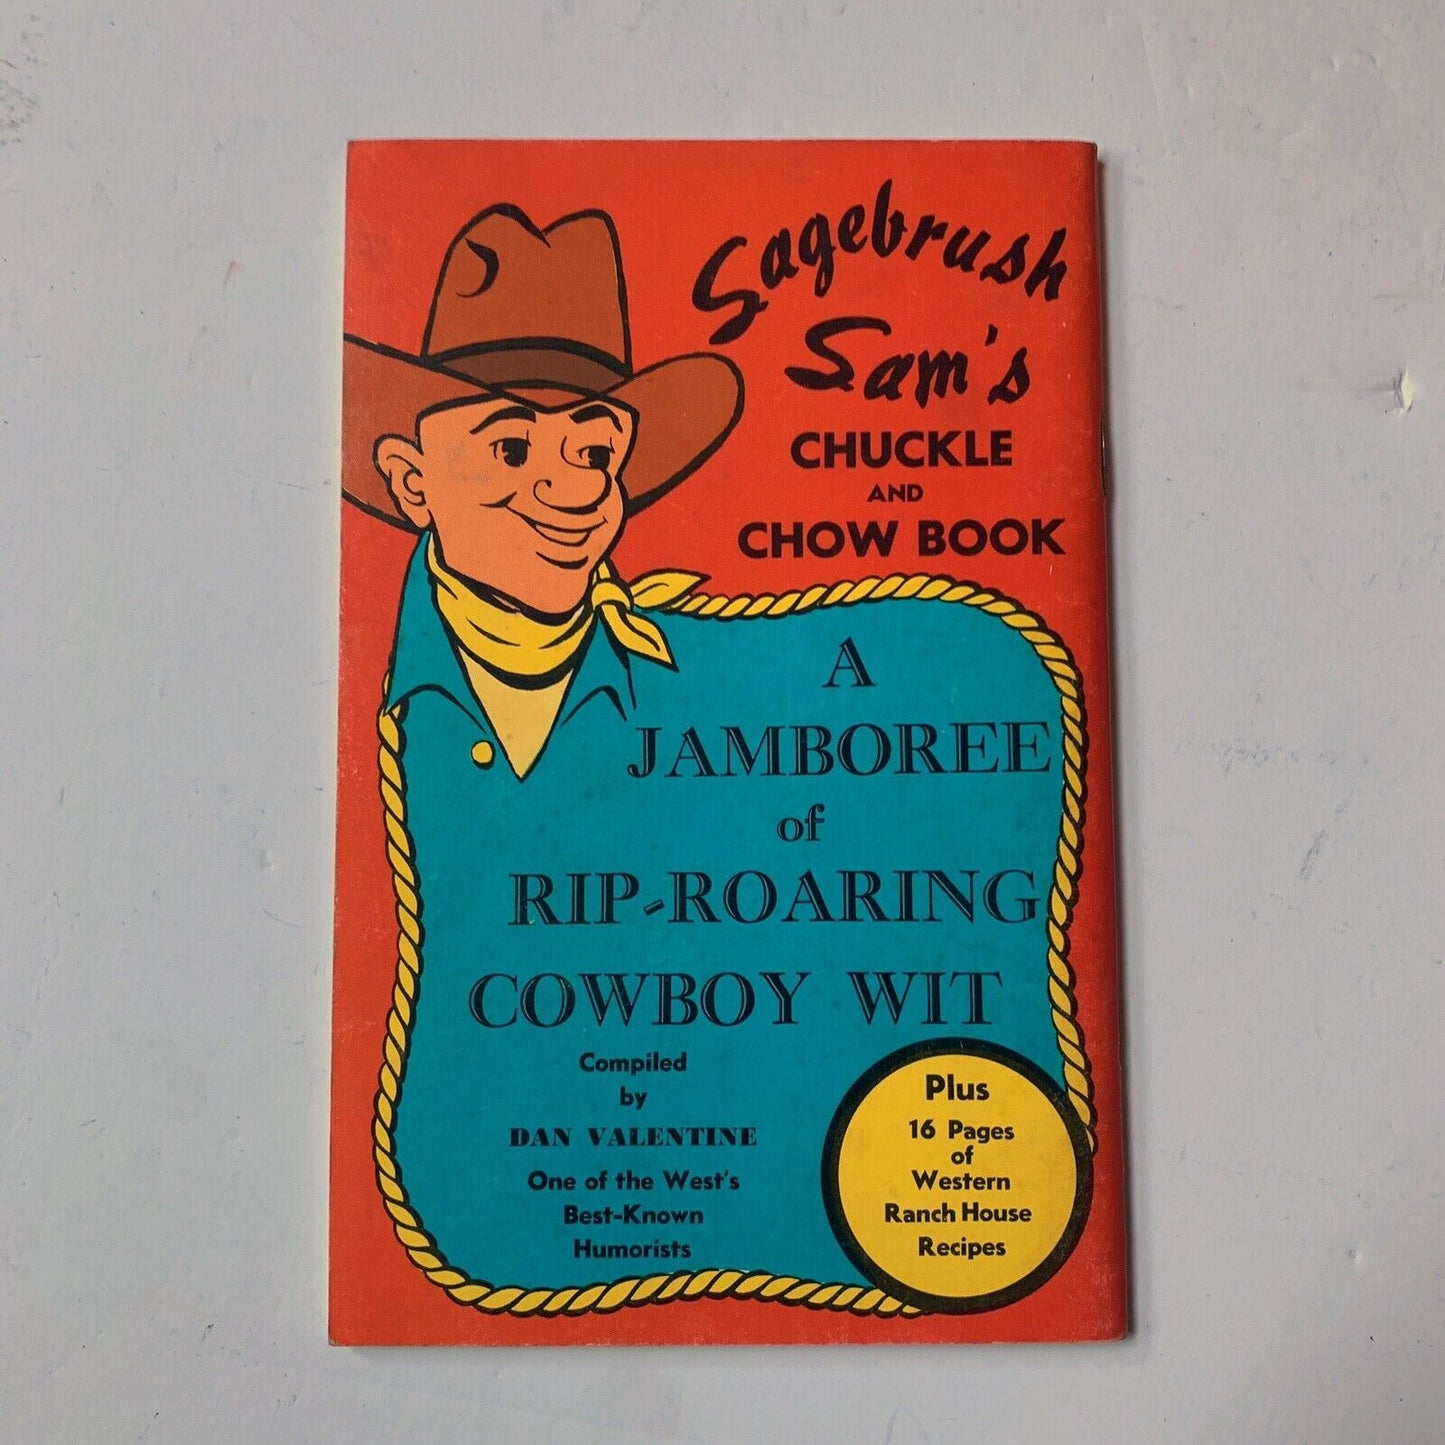 Sagebrush
Sam's
CHUCKLE
AND
CHOW BOOK
A
JAMBOREE
of
RIP-ROARING
COWBOY WIT
Compiled
by
DAN VALENTINE
One of the West's
Best-Known
Humorists
Plus
16 Pages
of
Western
Ranch House
Recipes